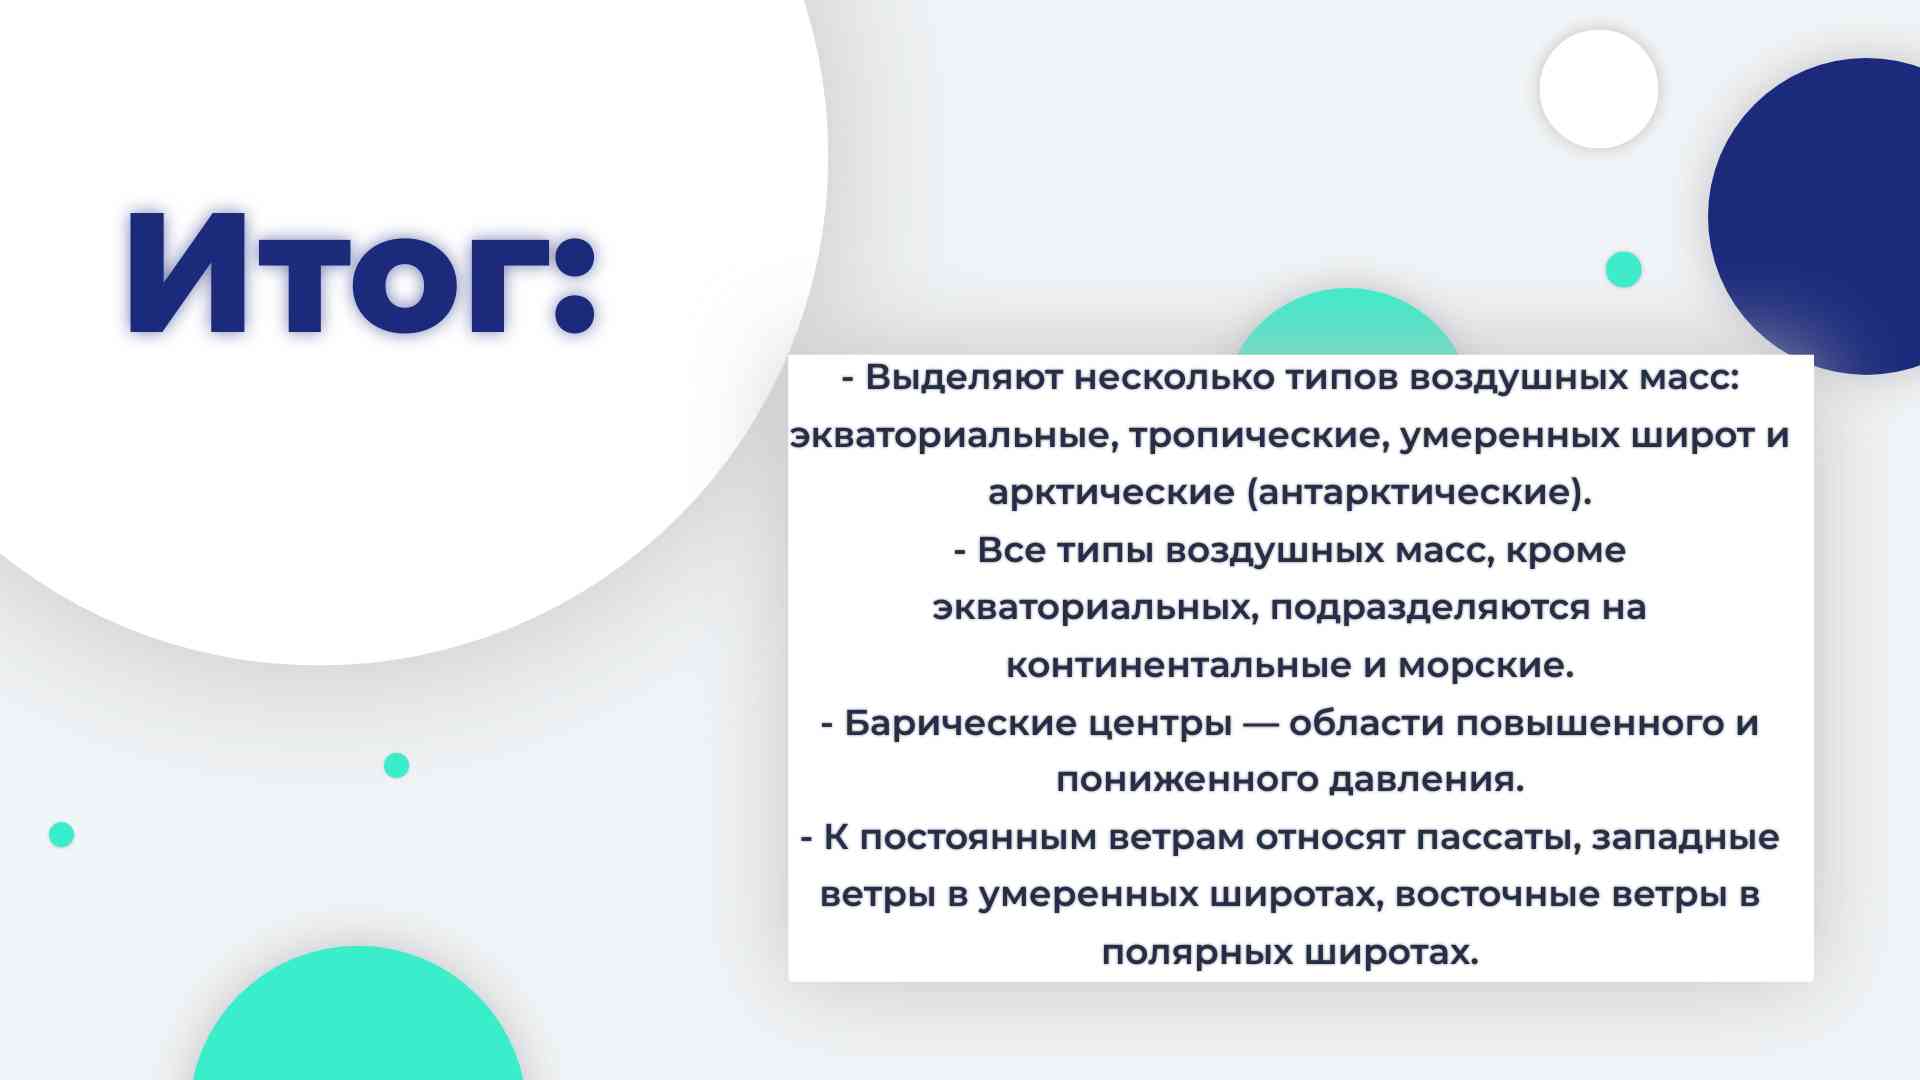 Итог:
- Выделяют несколько типов воздушных масс:
экваториальные, тропические, умеренных широт и
арктические (антарктические).
- Все типы воздушных масс, кроме
экваториальных, подразделяются на
континентальные и морские.
- Барические центры — области повышенного и
пониженного давления.
- К постоянным ветрам относят пассаты, западные
ветры в умеренных широтах, восточные ветры в
полярных широтах.